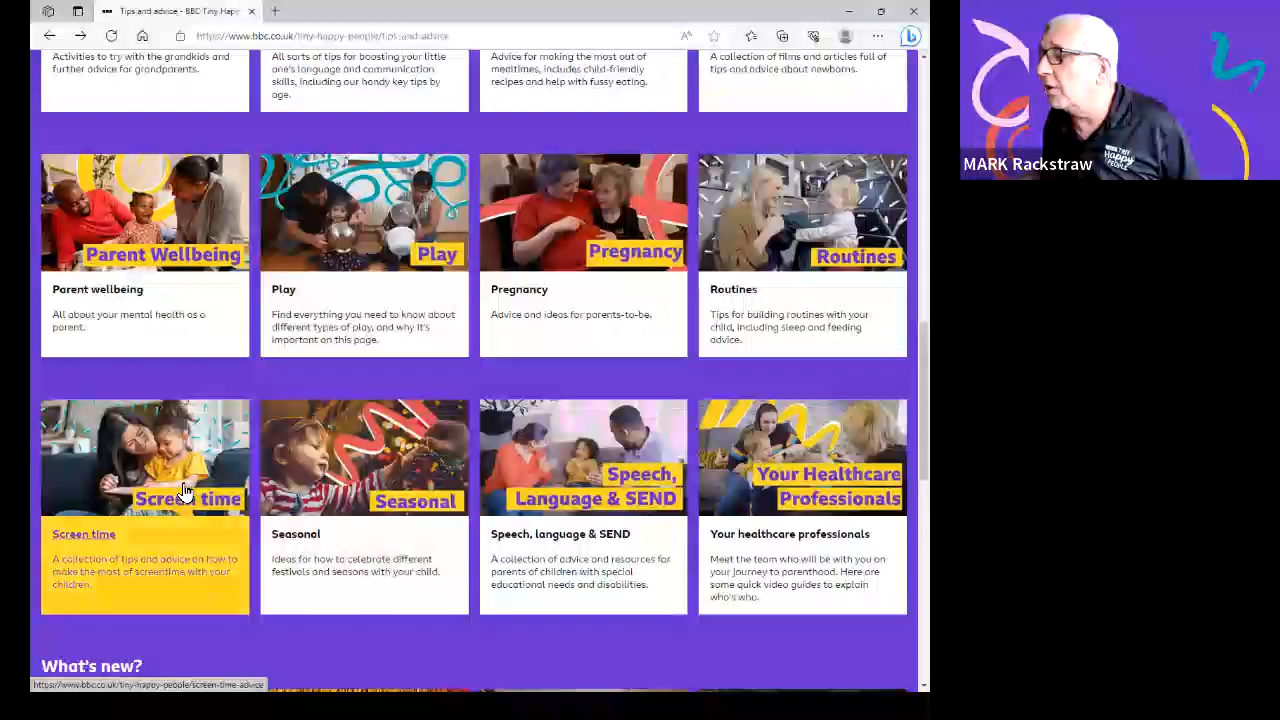 Tips and advice - BBC Tiny Happ
https://www.bbc.co.uk/tiny-happy-people/tips-and-advice
Activities to try with the grandkids and
further advice for grandparents.
All sorts of tips for boosting your little
one's language and communication
skills, including our handy key tips by
age.
Advice for making the most out of
mealtimes, includes child-friendly
recipes and help with fussy eating.
A collection of films and articles full of
tips and advice about newborns.
Parent Wellbeing
Parent wellbeing
All about your mental health as a
parent.
Play
Play
Find everything you need to know about
different types of play, and why it's
important on this page.
Pregnancy
Pregnancy
Advice and ideas for parents-to-be.
Routines
Routines
Tips for building routines with your
child, including sleep and feeding
advice.
Screen time
Screen time
A collection of tips and advice on how to
make the most of screentime with your
children.
Seasonal
Seasonal
Ideas for how to celebrate different
festivals and seasons with your child.
Speech,
Language & SEND
Speech, language & SEND
A collection of advice and resources for
parents of children with special
educational needs and disabilities.
Your Healthcare
Professionals
Your healthcare professionals
Meet the team who will be with you on
your journey to parenthood. Here are
some quick video guides to explain
who's who.
What's new?
https://www.bbc.co.uk/tiny-happy-people/screen-time-advice
MARK Rackstraw
TINY
Happy
PEOPLE